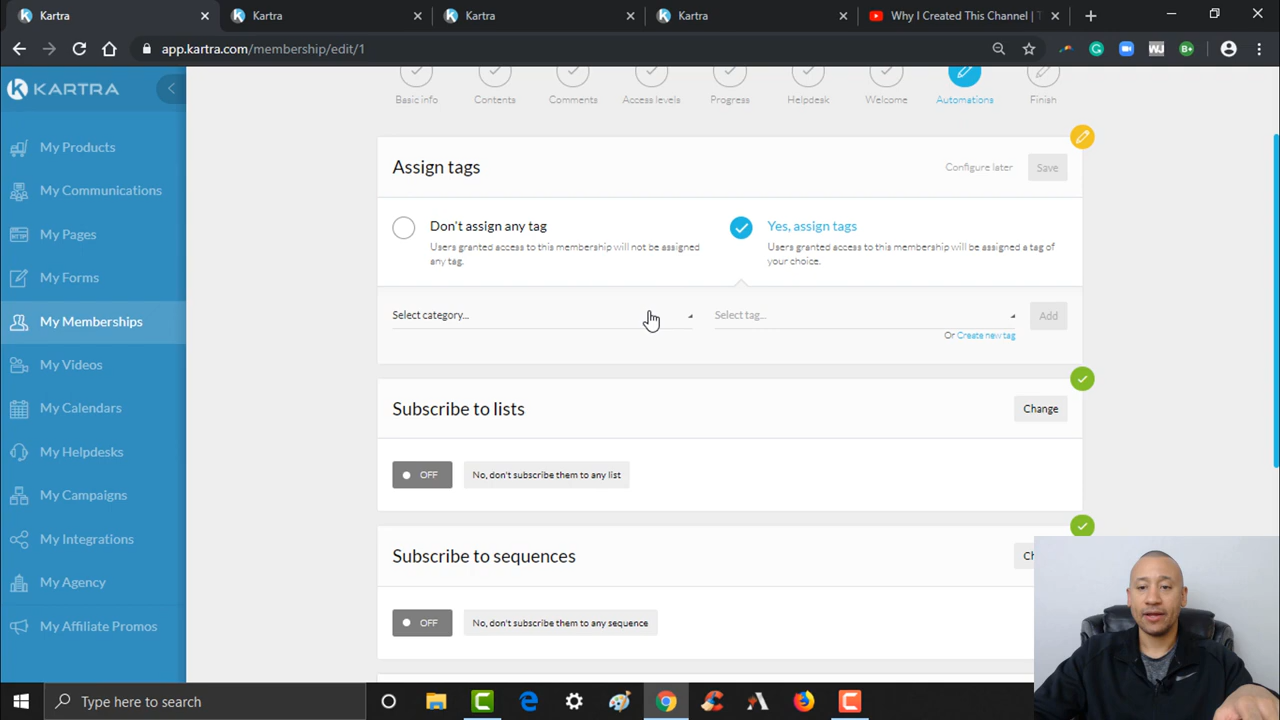 Kartra
Kartra
Kartra
Kartra
Why I Created This Channel | T
app.kartra.com/membership/edit/1
KARTRA
My Products
My Communications
My Pages
My Forms
My Memberships
My Videos
My Calendars
My Helpdesks
My Campaigns
My Integrations
My Agency
My Affiliate Promos
Basic info
Contents
Comments
Access levels
Progress
Helpdesk
Welcome
Automations
Finish
Assign tags
Configure later
Save
Don't assign any tag
Users granted access to this membership will not be assigned
any tag.
Yes, assign tags
Users granted access to this membership will be assigned a tag of
your choice.
Select category...
Select tag...
Add
Or Create new tag
Subscribe to lists
Change
OFF
No, don't subscribe them to any list
Subscribe to sequences
Ch
OFF
No, don't subscribe them to any sequence
Type here to search